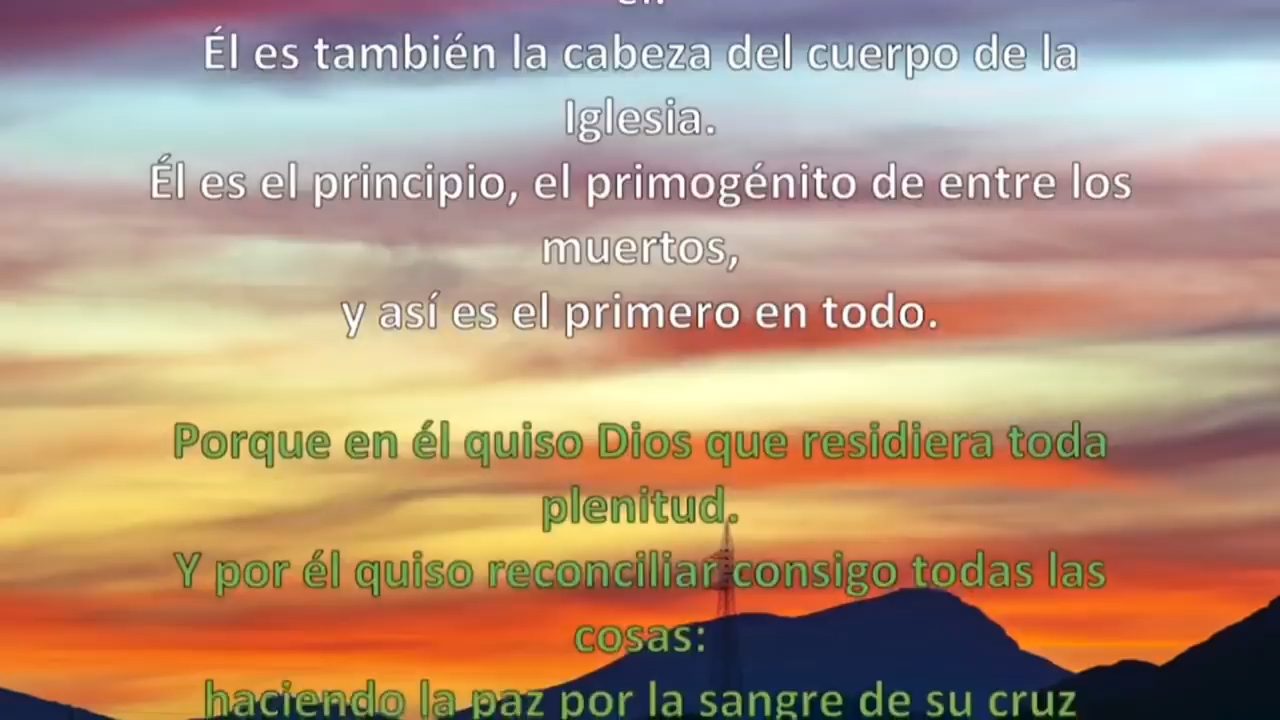 Él es también la cabeza del cuerpo de la
Iglesia.
Él es el principio, el primogénito de entre los
muertos,
y así es el primero en todo.
Porque en él quiso Dios que residiera toda
plenitud.
Y por él quiso reconciliar consigo todas las
cosas:
haciendo la paz por la sangre de su cruz